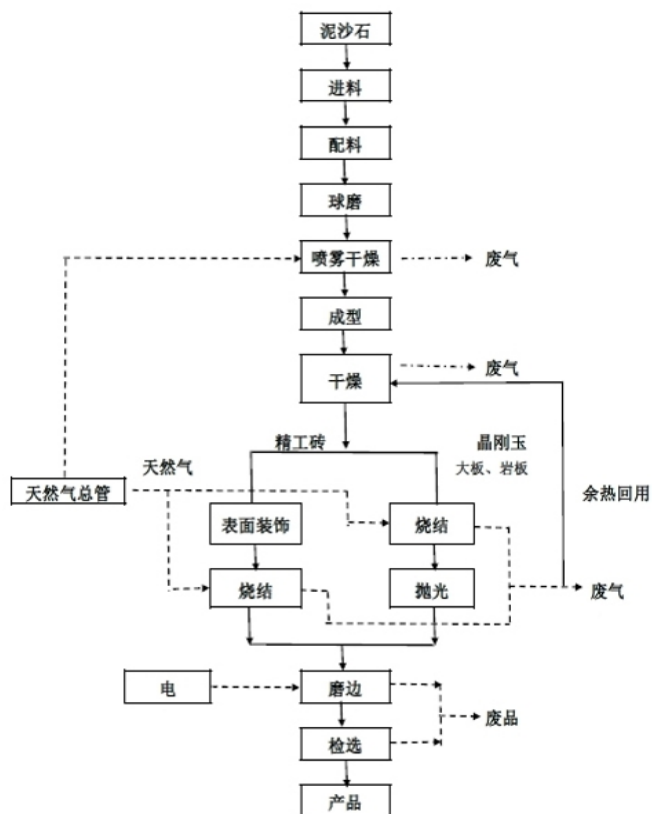 泥沙石
进料
配料
球磨
喷雾干燥
废气
成型
干燥
废气
精工砖
晶刚玉
大板、岩板
天然气
天然气总管
余热回用
表面装饰
烧结
烧结
抛光
废气
电
磨边
废品
检选
产品